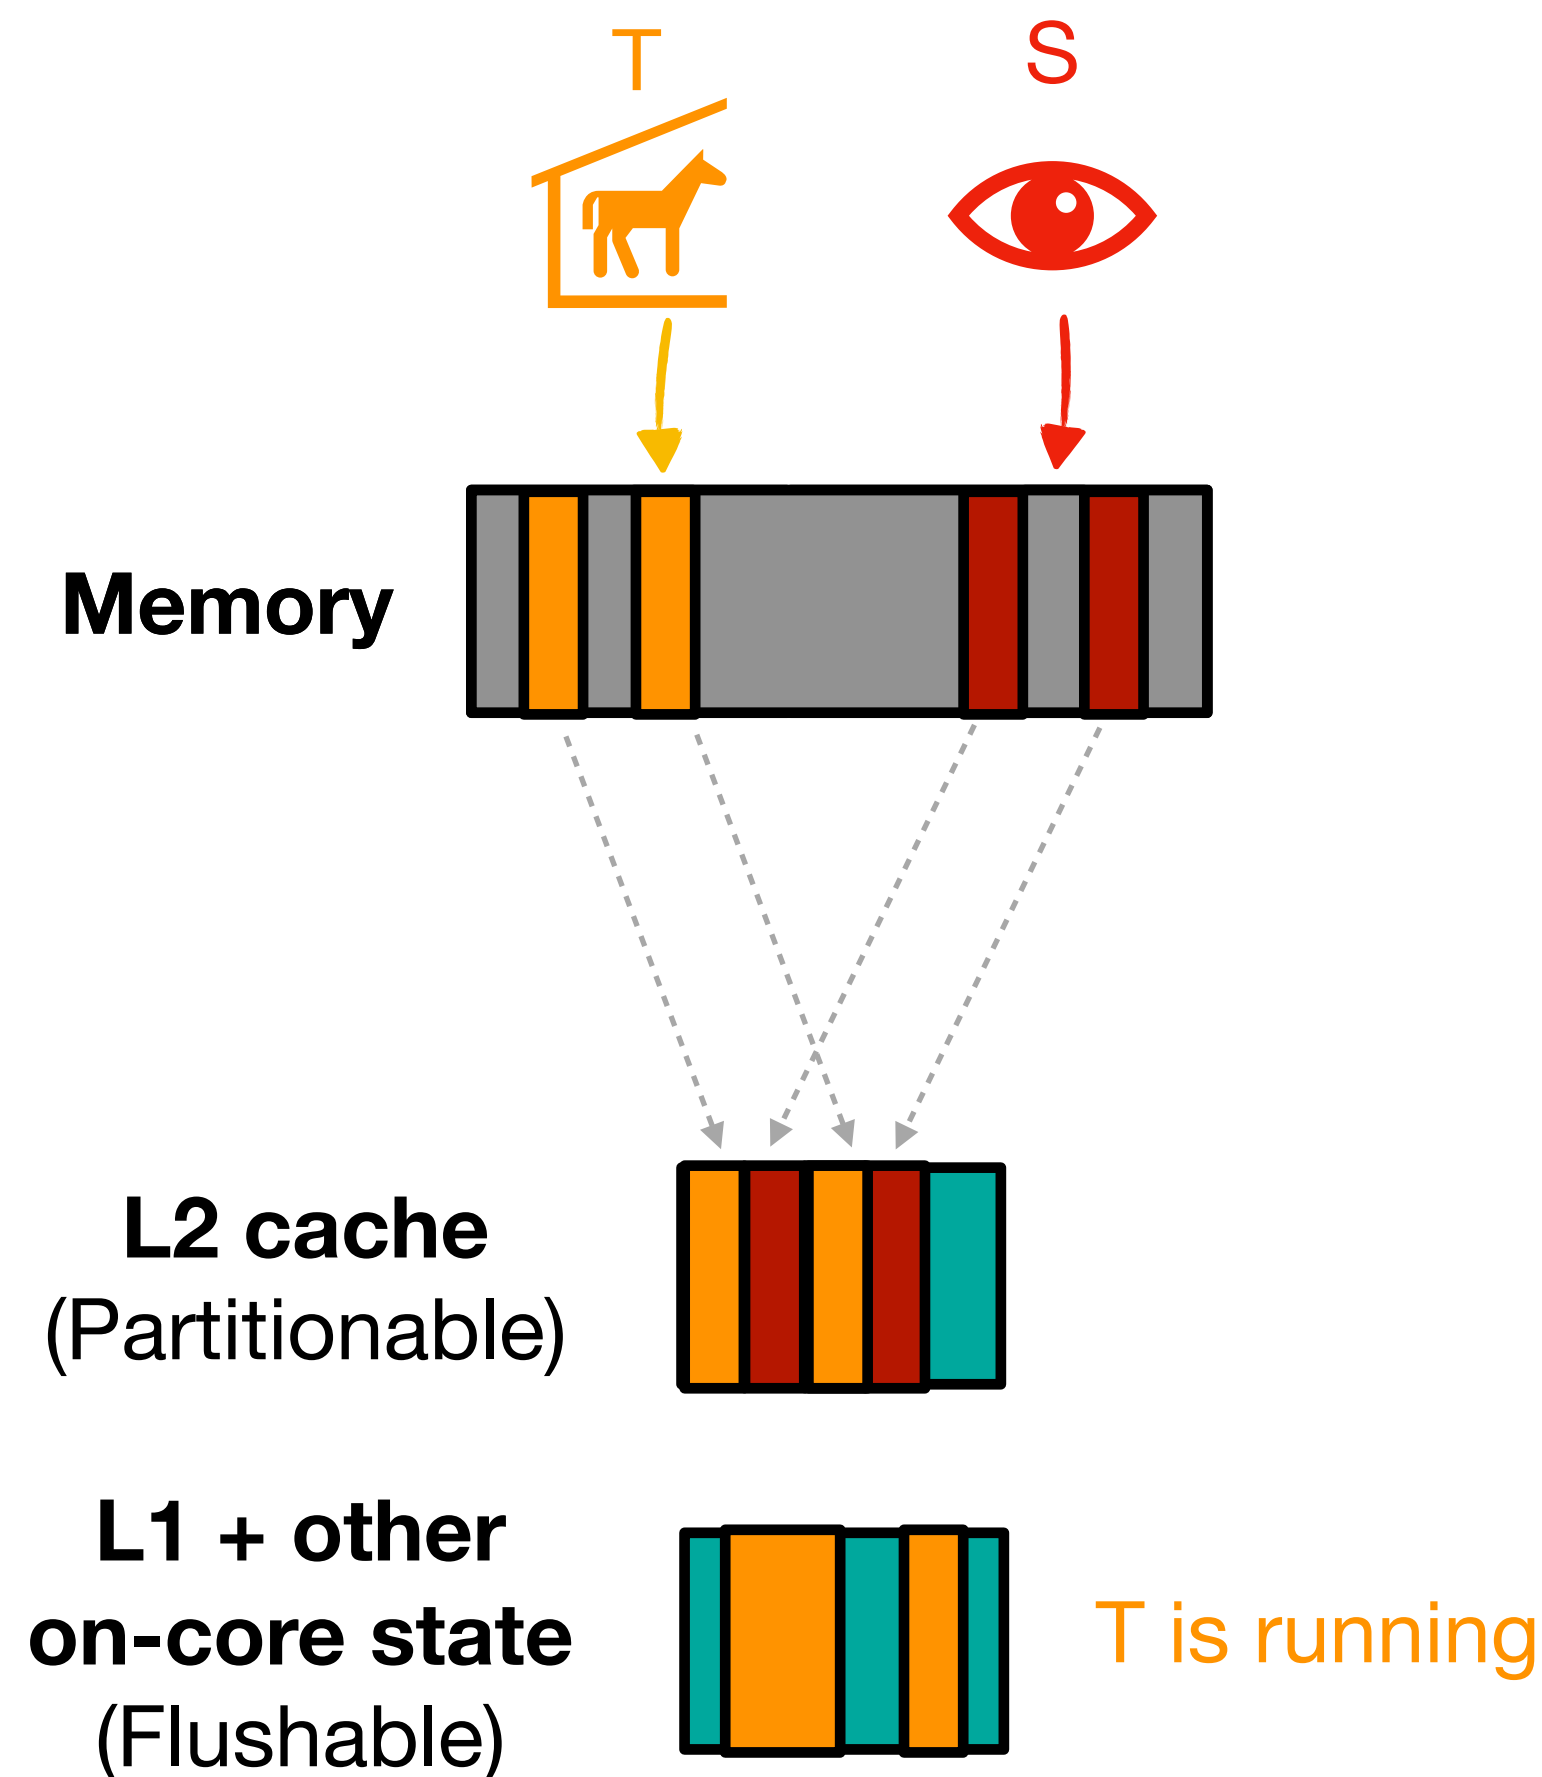 T
S
Memory
L2 cache
(Partitionable)
L1 + other
on-core state
(Flushable)
T is running